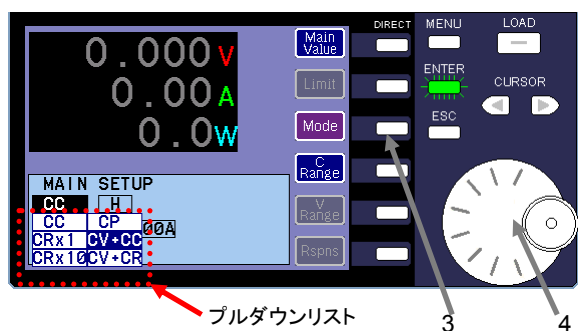 DIRECT MENU LOAD
0.000V
Main Value
0.00A
Limit
ENTER
CURSOR
0.0W
Mode
ESC
C Range
MAIN SETUP
CC H
V Range
CC CP 00A
CRx1 CV+CC
CRx10 CV+CR
Rspns
プルダウンリスト
3
4